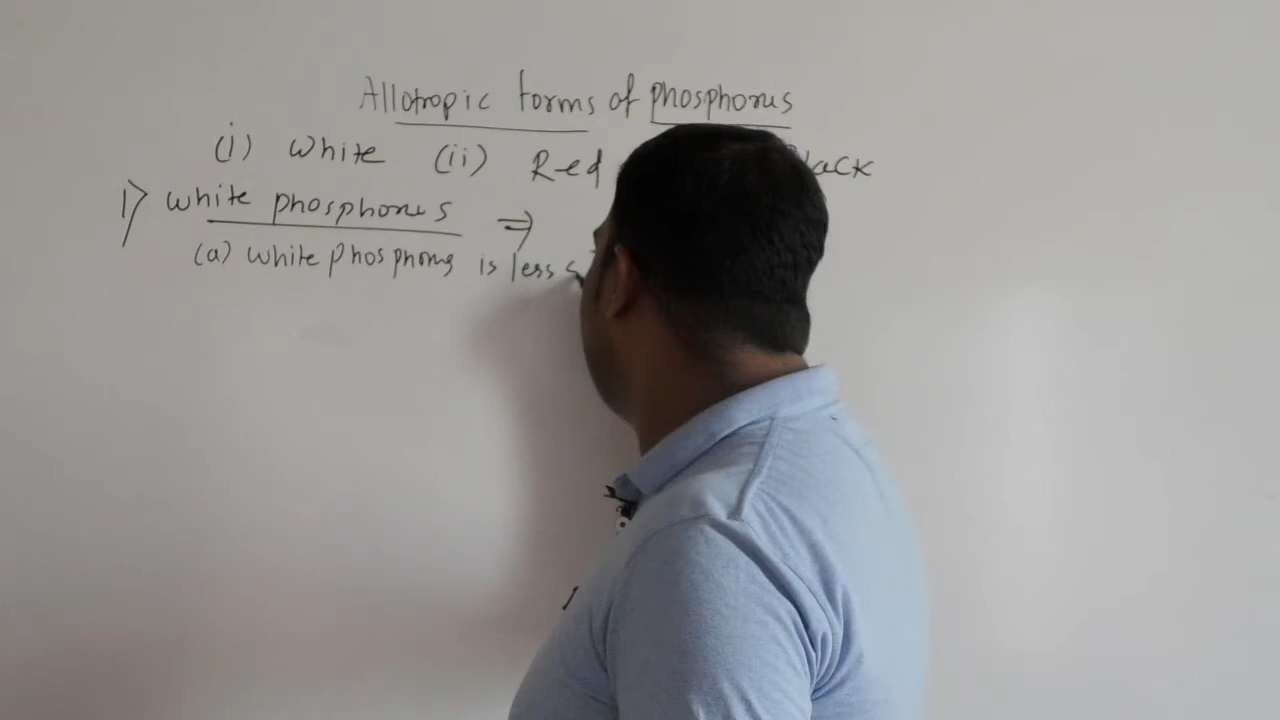 Allotropic forms of phosphorus
(i) White (ii) Red
1) white phosphorus ⇒
(a) white phosphorus is less